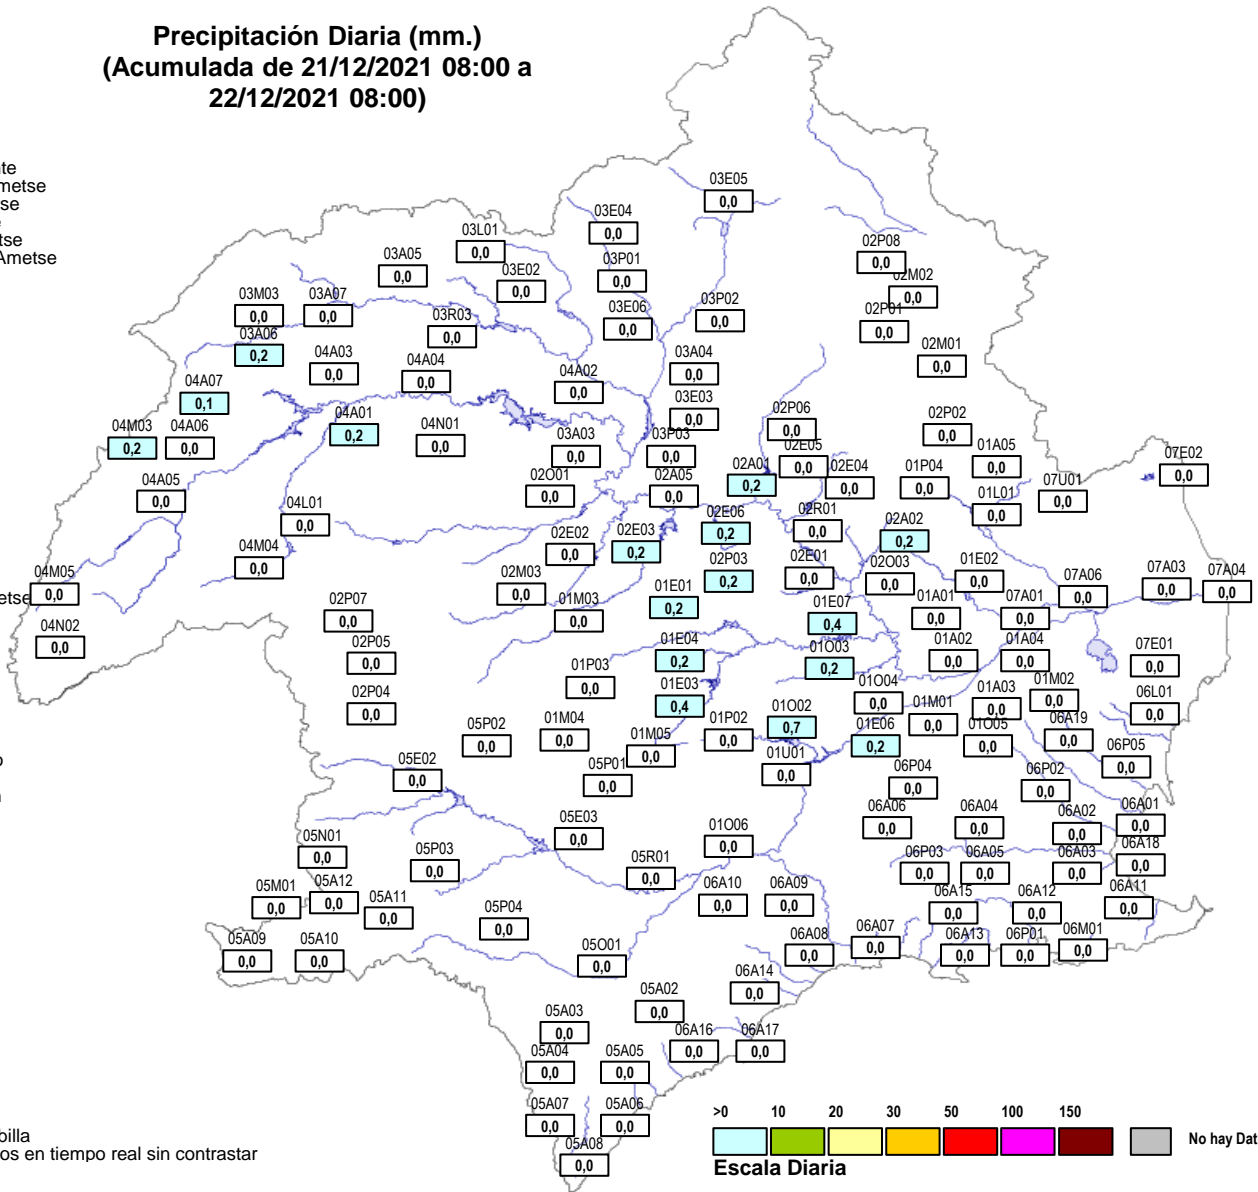 Precipitación Diaria (mm.)
(Acumulada de 21/12/2021 08:00 a
22/12/2021 08:00)
03E05
0,0
03E04
0,0
03L01
0,0
03A05
0,0
03E02
0,0
03P01
0,0
02P08
0,0
02M02
0,0
03M03
0,0
03A07
0,0
03R03
0,0
03E06
0,0
03P02
0,0
02P01
0,0
03A06
0,2
04A03
0,0
04A04
0,0
04A02
0,0
03A04
0,0
02M01
0,0
04A07
0,1
03E03
0,0
04M03
0,2
04A06
0,0
04A01
0,2
04N01
0,0
03A03
0,0
03P03
0,0
02P06
0,0
02P02
0,0
02E05
0,0
01A05
0,0
07E02
0,0
04A05
0,0
02O01
0,0
02A05
0,0
02A01
0,2
02E04
0,0
01P04
0,0
07U01
0,0
04L01
0,0
01L01
0,0
02E06
0,2
02R01
0,0
02A02
0,2
04M04
0,0
02E02
0,0
02E03
0,2
04M05
0,0
02M03
0,0
02P03
0,2
02E01
0,0
02O03
0,0
01E02
0,0
07A06
0,0
07A03
0,0
07A04
0,0
04N02
0,0
02P07
0,0
01M03
0,0
01E01
0,2
01E07
0,4
01A01
0,0
07A01
0,0
02P05
0,0
01E04
0,2
01O03
0,2
01A02
0,0
01A04
0,0
07E01
0,0
02P04
0,0
01P03
0,0
01E03
0,4
01O04
0,0
01A03
0,0
01M02
0,0
06L01
0,0
05P02
0,0
01M04
0,0
01M05
0,0
01P02
0,0
01O02
0,7
01E06
0,2
01M01
0,0
01O05
0,0
06A19
0,0
06P05
0,0
05E02
0,0
05P01
0,0
01U01
0,0
06P04
0,0
06P02
0,0
05E03
0,0
01O06
0,0
06A06
0,0
06A04
0,0
06A02
0,0
06A01
0,0
05N01
0,0
05P03
0,0
05R01
0,0
06P03
0,0
06A05
0,0
06A03
0,0
06A18
0,0
05M01
0,0
05A12
0,0
05A11
0,0
05P04
0,0
06A10
0,0
06A09
0,0
06A15
0,0
06A12
0,0
06A11
0,0
05A09
0,0
05A10
0,0
05O01
0,0
06A08
0,0
06A07
0,0
06A13
0,0
06P01
0,0
06M01
0,0
06A14
0,0
05A03
0,0
05A02
0,0
06A16
0,0
06A17
0,0
05A04
0,0
05A05
0,0
05A07
0,0
05A06
0,0
05A08
0,0
nte
metse
tse
e
tse
Ametse
etse
o
n
billa
os en tiempo real sin contrastar
>0 10 20 30 50 100 150
No hay Dat
Escala Diaria